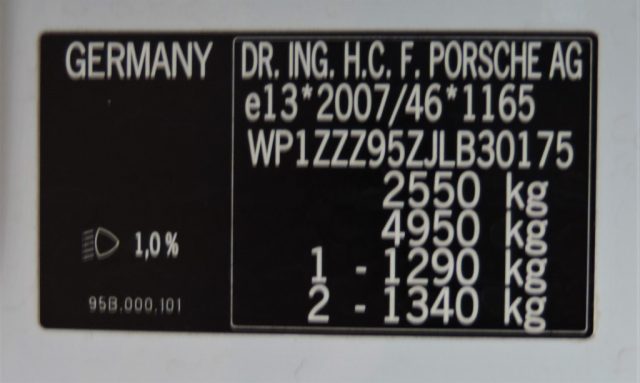 GERMANY
DR. ING. H.C. F. PORSCHE AG
e13*2007/46*1165
WP1ZZZ95ZJLB30175
2550 kg
4950 kg
1 - 1290 kg
2 - 1340 kg
1,0 %
95B.000.101